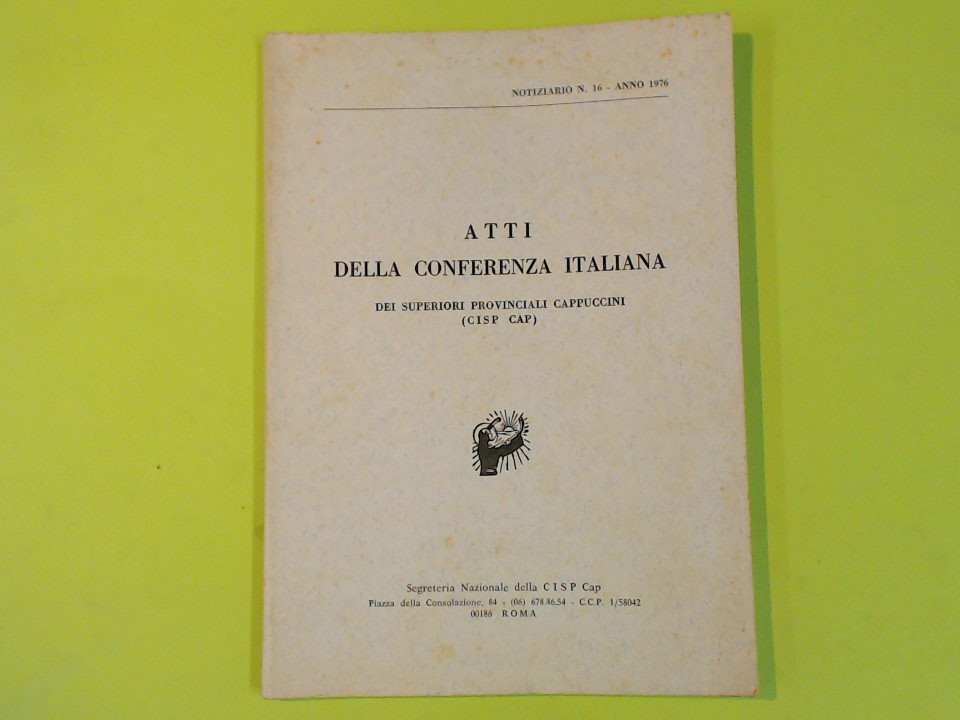 NOTIZIARIO N. 16 - ANNO 1976
ATTI
DELLA CONFERENZA ITALIANA
DEI SUPERIORI PROVINCIALI CAPPUCCINI
(CISP CAP)
Segreteria Nazionale della CISP Cap
Piazza della Consolazione, 84 - (06) 678.46.54 - C.C.P. 1/58042
00186 ROMA